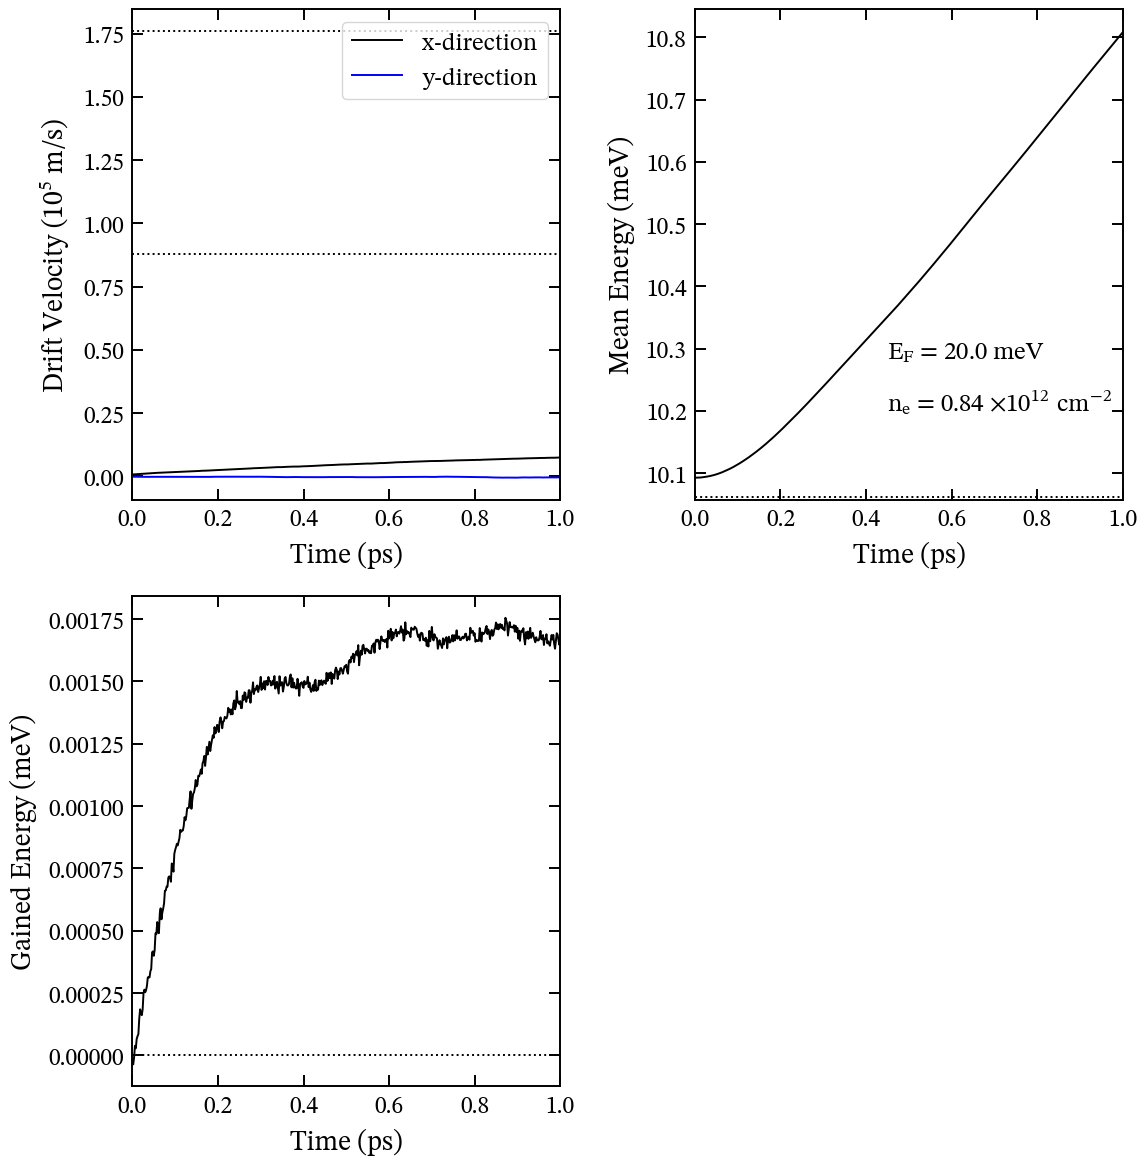 Drift Velocity (10⁵ m/s)
1.75
1.50
1.25
1.00
0.75
0.50
0.25
0.00
x-direction
y-direction
0.0 0.2 0.4 0.6 0.8 1.0
Time (ps)
Mean Energy (meV)
10.8
10.7
10.6
10.5
10.4
10.3
10.2
10.1
E_F = 20.0 meV
n_e = 0.84 ×10¹² cm⁻²
0.0 0.2 0.4 0.6 0.8 1.0
Time (ps)
Gained Energy (meV)
0.00175
0.00150
0.00125
0.00100
0.00075
0.00050
0.00025
0.00000
0.0 0.2 0.4 0.6 0.8 1.0
Time (ps)